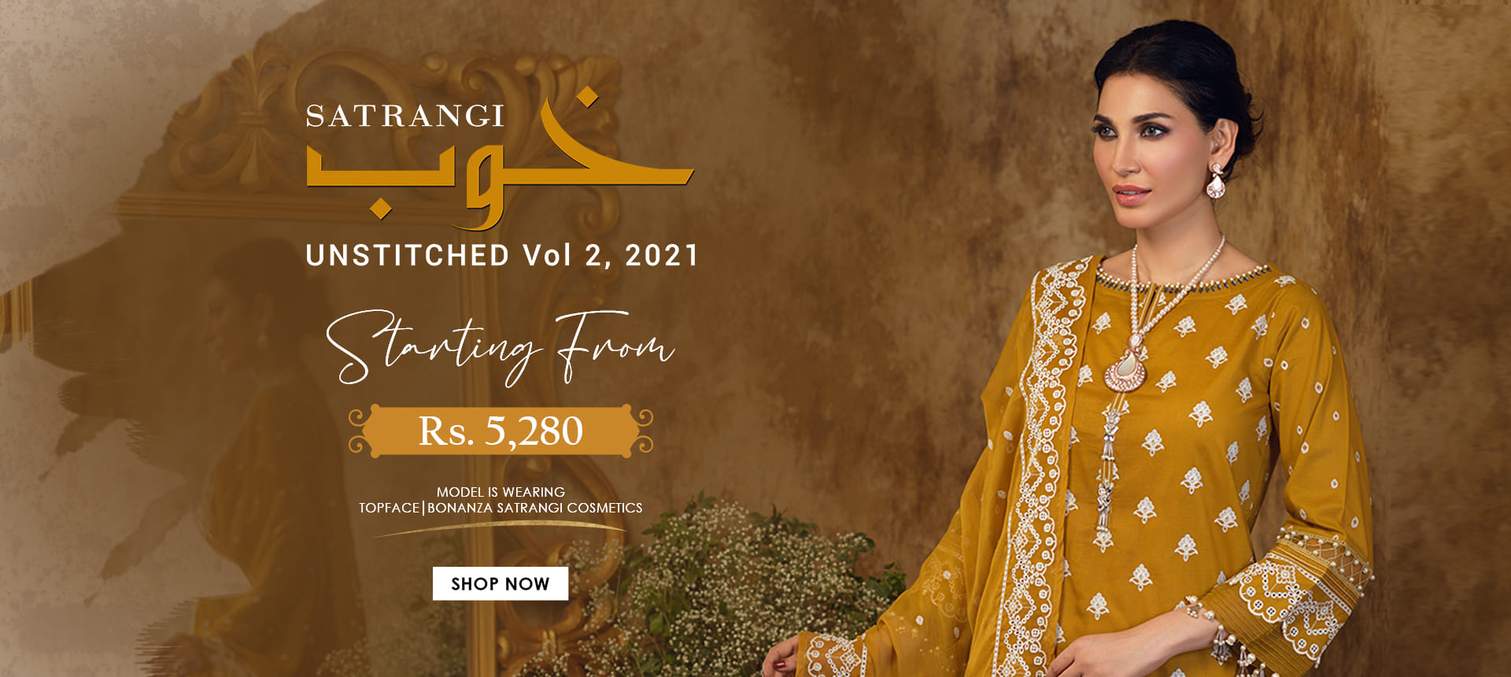 SATRANGI
خوب
UNSTITCHED Vol 2, 2021
Starting From
Rs. 5,280
MODEL IS WEARING
TOPFACE|BONANZA SATRANGI COSMETICS
SHOP NOW